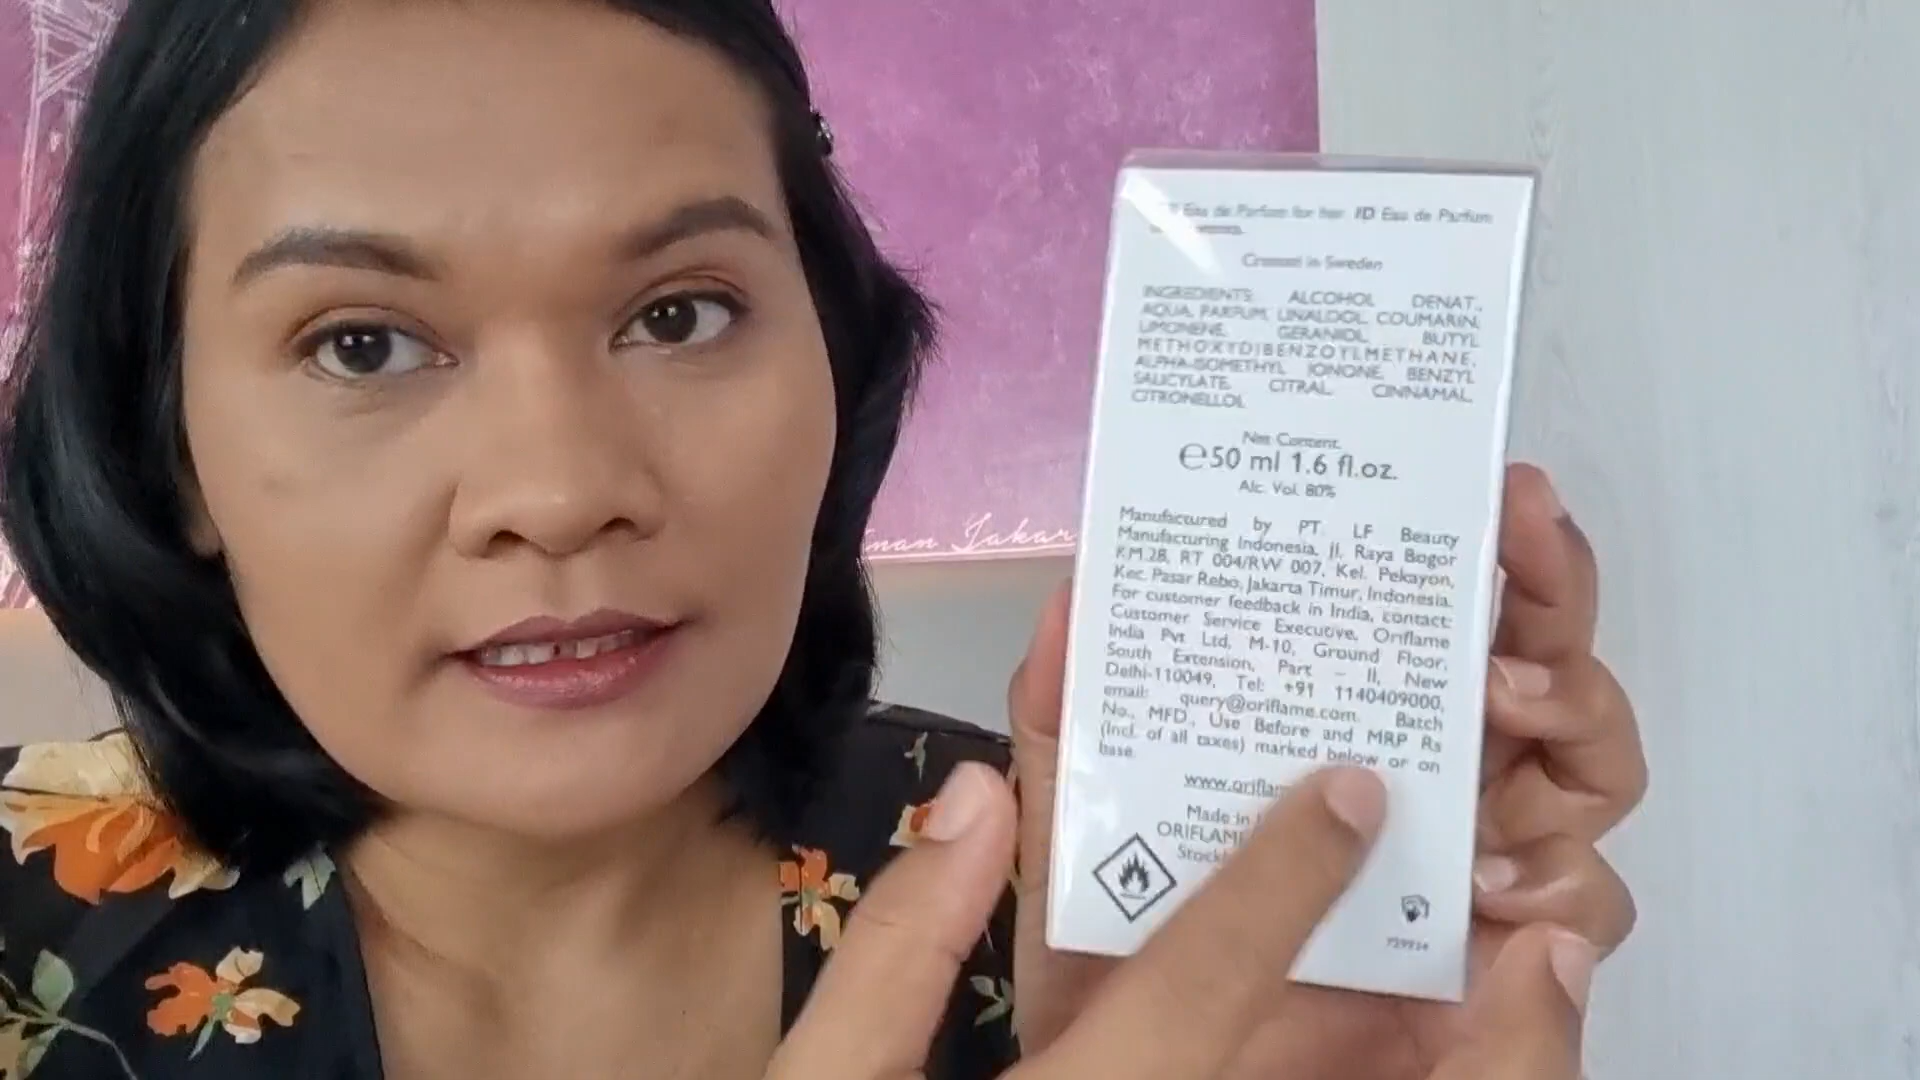 Eau de Parfum for her ID Eau de Parfum
Created in Sweden
INGREDIENTS: ALCOHOL DENAT.,
AQUA, PARFUM, LINALOOL, COUMARIN,
LIMONENE, GERANIOL, BUTYL
METHOXYDIBENZOYLMETHANE,
ALPHA-ISOMETHYL IONONE, BENZYL
SALICYLATE, CITRAL, CINNAMAL,
CITRONELLOL
Net Content.
℮50 ml 1.6 fl.oz.
Alc. Vol. 80%
Manufactured by PT. LF Beauty
Manufacturing Indonesia, Jl. Raya Bogor
KM.28, RT 004/RW 007, Kel. Pekayon,
Kec. Pasar Rebo, Jakarta Timur, Indonesia.
For customer feedback in India, contact:
Customer Service Executive, Oriflame
India Pvt Ltd, M-10, Ground Floor,
South Extension, Part – II, New
Delhi-110049, Tel: +91 1140409000,
email: query@oriflame.com. Batch
No., MFD., Use Before and MRP Rs
(Incl. of all taxes) marked below or on
base.
www.oriflam
Made in
ORIFLAME
Stockh